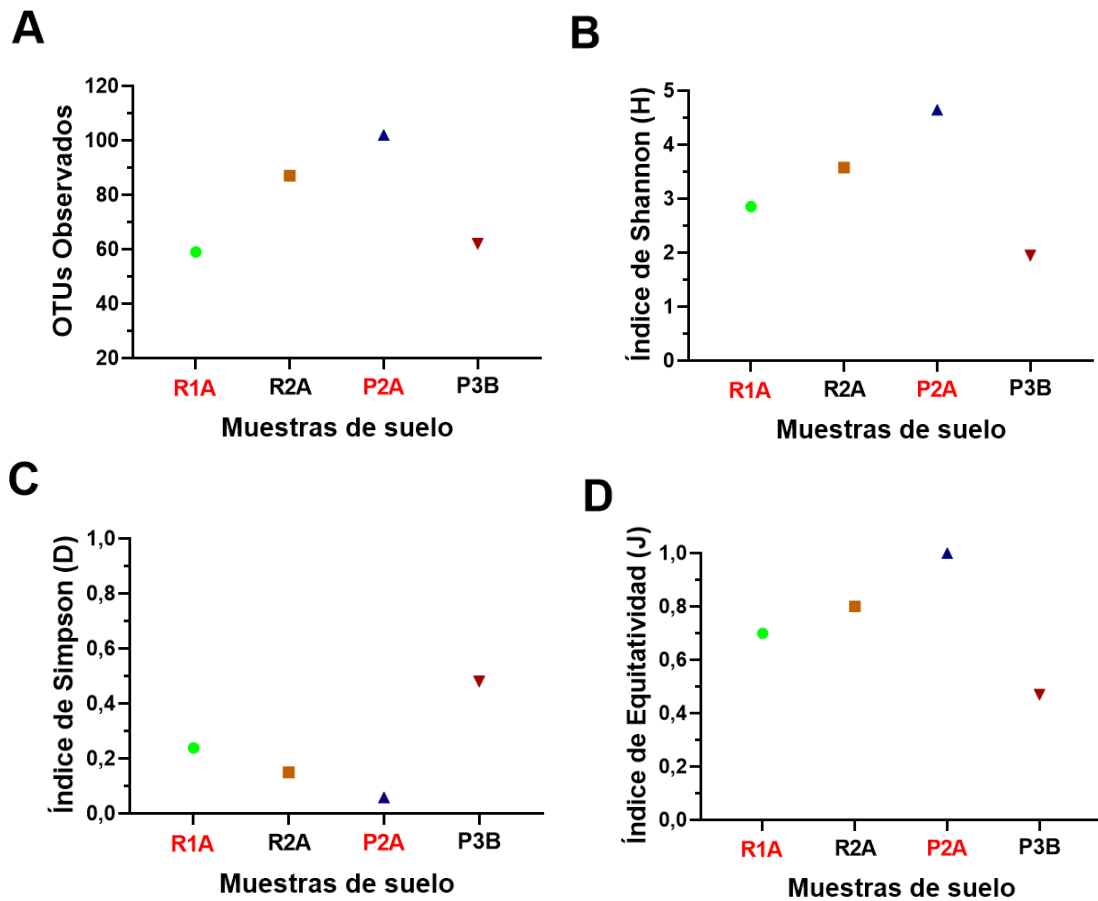 A
OTUs Observados
120
100
80
60
40
20
R1A R2A P2A P3B
Muestras de suelo
B
Índice de Shannon (H)
5
4
3
2
1
0
R1A R2A P2A P3B
Muestras de suelo
C
Índice de Simpson (D)
1,0
0,8
0,6
0,4
0,2
0,0
R1A R2A P2A P3B
Muestras de suelo
D
Índice de Equitatividad (J)
1,0
0,8
0,6
0,4
0,2
0,0
R1A R2A P2A P3B
Muestras de suelo